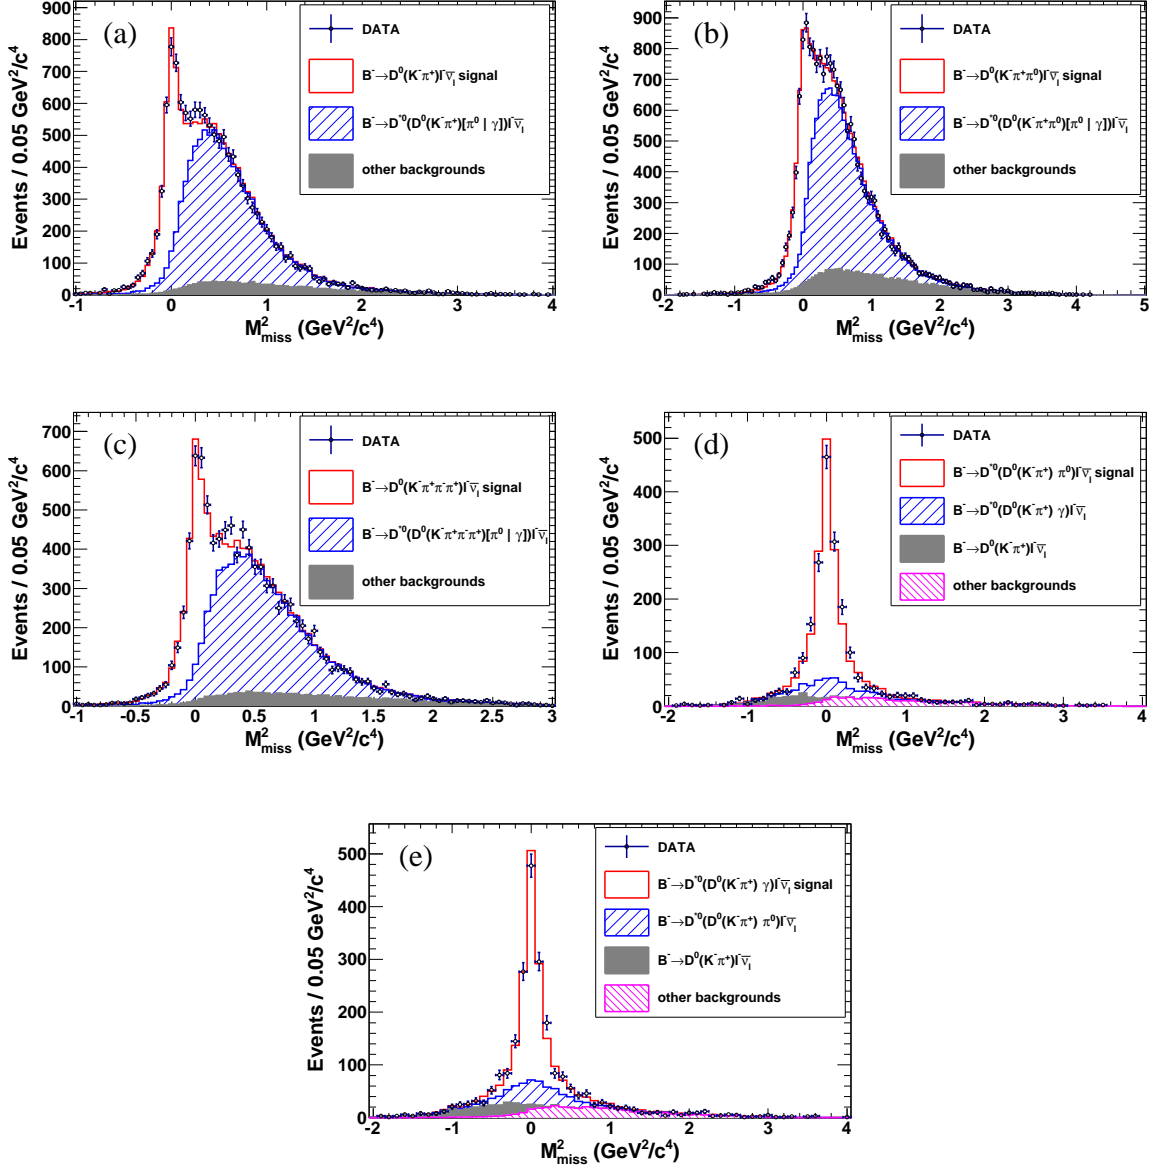 (a)
DATA
B⁻→D⁰(K⁻π⁺)l⁻ν̅ₗ signal
B⁻→D*⁰(D⁰(K⁻π⁺)[π⁰ | γ])l⁻ν̅ₗ
other backgrounds
Events / 0.05 GeV²/c⁴
0 100 200 300 400 500 600 700 800 900
-1 0 1 2 3 4
M²miss (GeV²/c⁴)
(b)
DATA
B⁻→D⁰(K⁻π⁺π⁰)l⁻ν̅ₗ signal
B⁻→D*⁰(D⁰(K⁻π⁺π⁰)[π⁰ | γ])l⁻ν̅ₗ
other backgrounds
Events / 0.05 GeV²/c⁴
0 100 200 300 400 500 600 700 800 900
-2 -1 0 1 2 3 4 5
M²miss (GeV²/c⁴)
(c)
DATA
B⁻→D⁰(K⁻π⁺π⁻π⁺)l⁻ν̅ₗ signal
B⁻→D*⁰(D⁰(K⁻π⁺π⁻π⁺)[π⁰ | γ])l⁻ν̅ₗ
other backgrounds
Events / 0.05 GeV²/c⁴
0 100 200 300 400 500 600 700
-1 -0.5 0 0.5 1 1.5 2 2.5 3
M²miss (GeV²/c⁴)
(d)
DATA
B⁻→D*⁰(D⁰(K⁻π⁺) π⁰)l⁻ν̅ₗ signal
B⁻→D*⁰(D⁰(K⁻π⁺) γ)l⁻ν̅ₗ
B⁻→D⁰(K⁻π⁺)l⁻ν̅ₗ
other backgrounds
Events / 0.05 GeV²/c⁴
0 100 200 300 400 500
-2 -1 0 1 2 3 4
M²miss (GeV²/c⁴)
(e)
DATA
B⁻→D*⁰(D⁰(K⁻π⁺) γ)l⁻ν̅ₗ signal
B⁻→D*⁰(D⁰(K⁻π⁺) π⁰)l⁻ν̅ₗ
B⁻→D⁰(K⁻π⁺)l⁻ν̅ₗ
other backgrounds
Events / 0.05 GeV²/c⁴
0 100 200 300 400 500
-2 -1 0 1 2 3 4
M²miss (GeV²/c⁴)